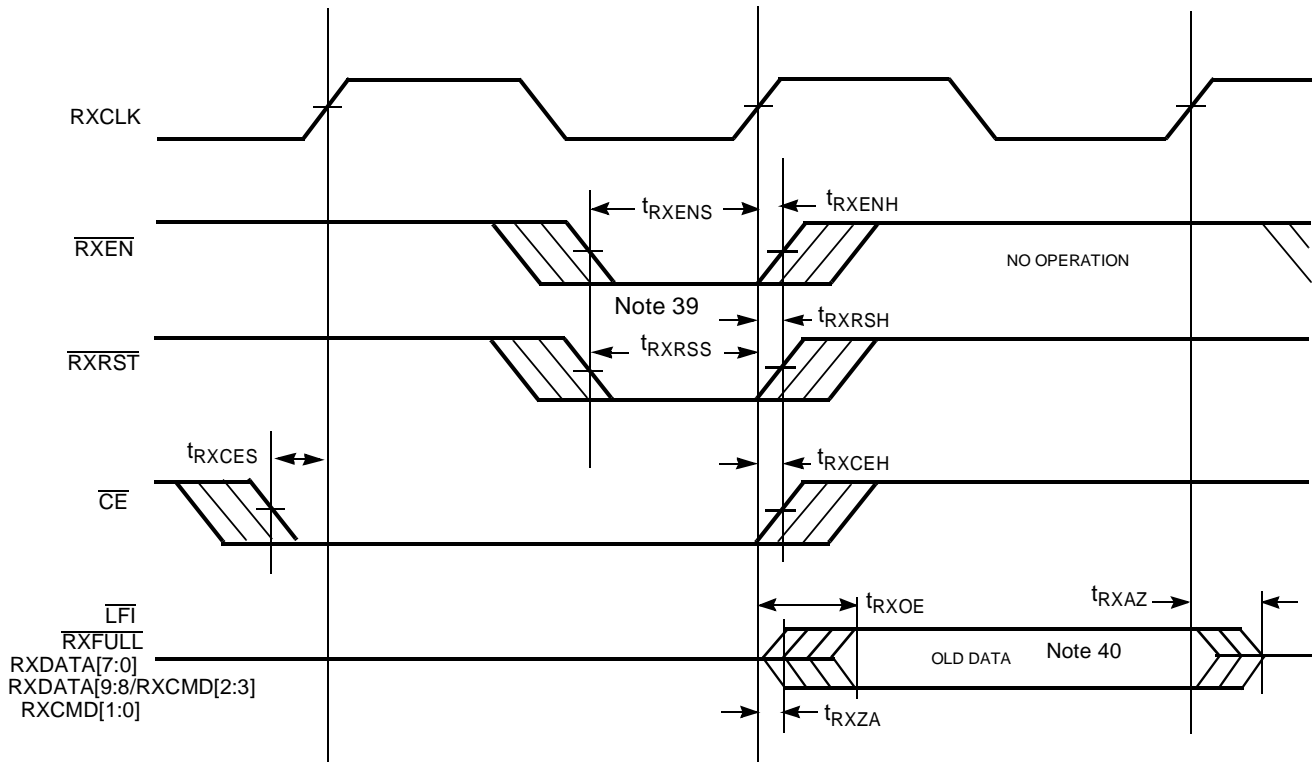 RXCLK
tRXENS
tRXENH
RXEN
NO OPERATION
Note 39
tRXRSH
tRXRSS
RXRST
tRXCES
tRXCEH
CE
tRXOE
tRXAZ
LFI
RXFULL
RXDATA[7:0]
OLD DATA
Note 40
RXDATA[9:8/RXCMD[2:3]
RXCMD[1:0]
tRXZA